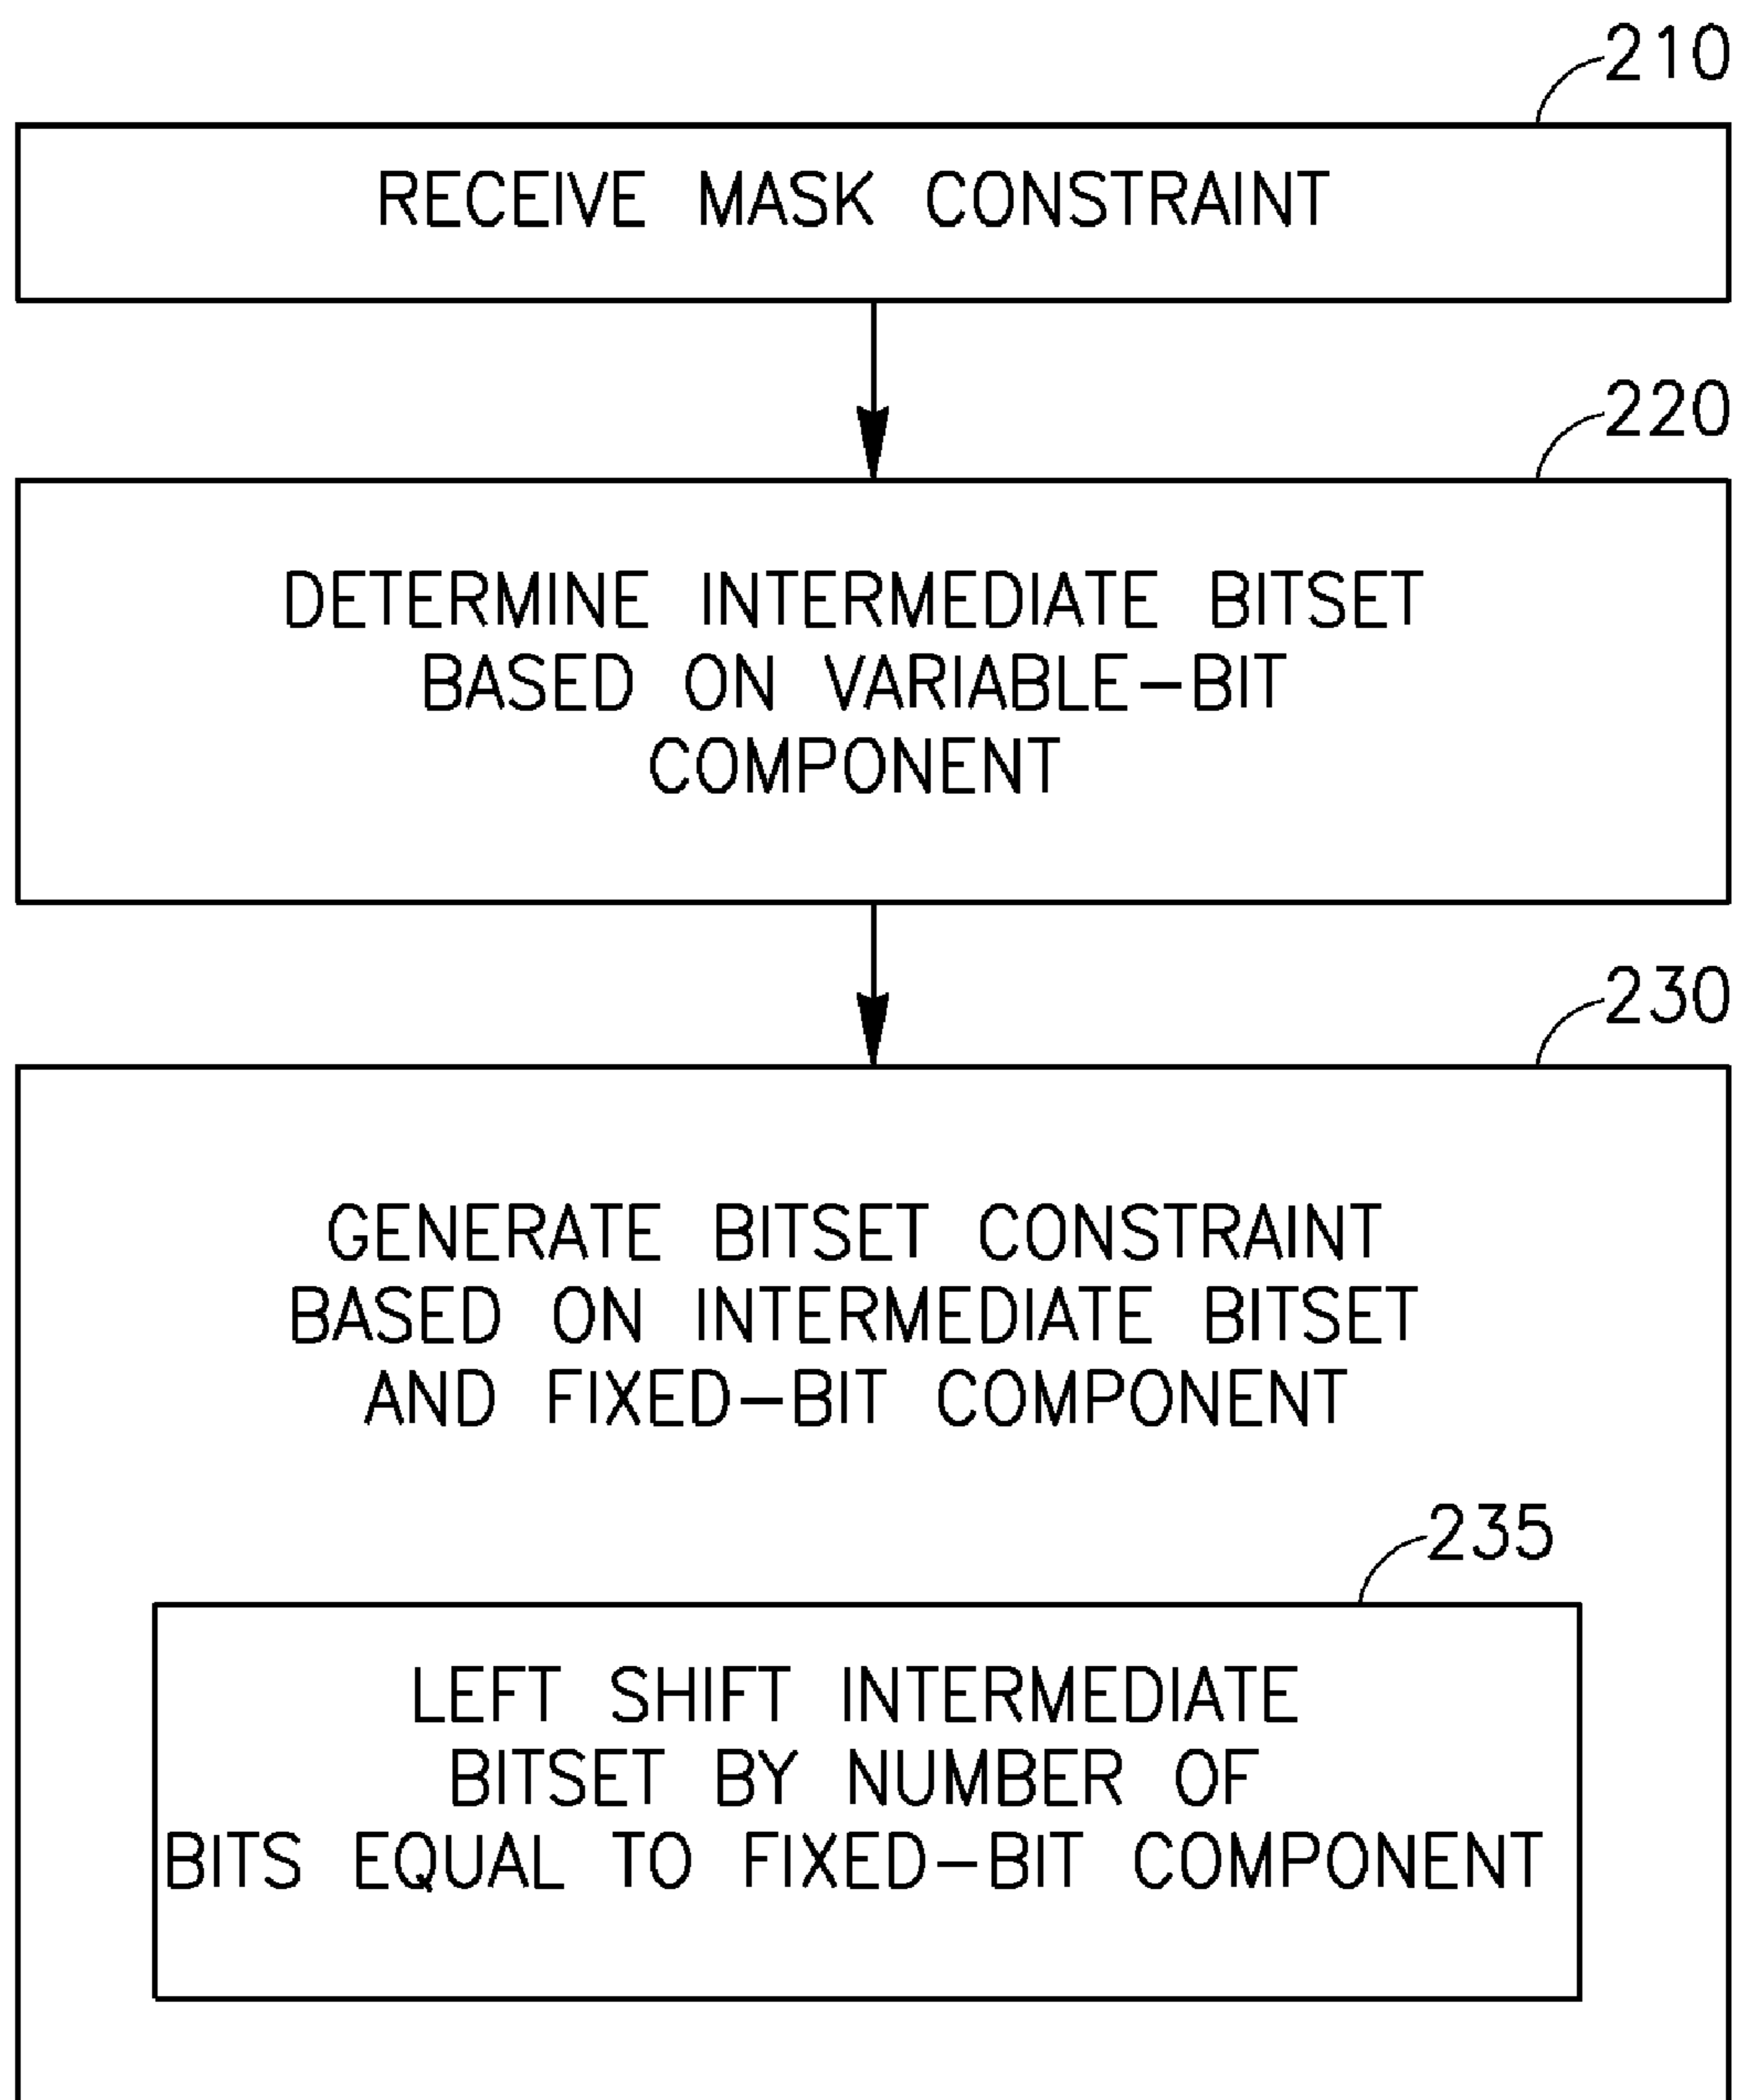 210
RECEIVE MASK CONSTRAINT
220
DETERMINE INTERMEDIATE BITSET
BASED ON VARIABLE-BIT
COMPONENT
230
GENERATE BITSET CONSTRAINT
BASED ON INTERMEDIATE BITSET
AND FIXED-BIT COMPONENT
235
LEFT SHIFT INTERMEDIATE
BITSET BY NUMBER OF
BITS EQUAL TO FIXED-BIT COMPONENT